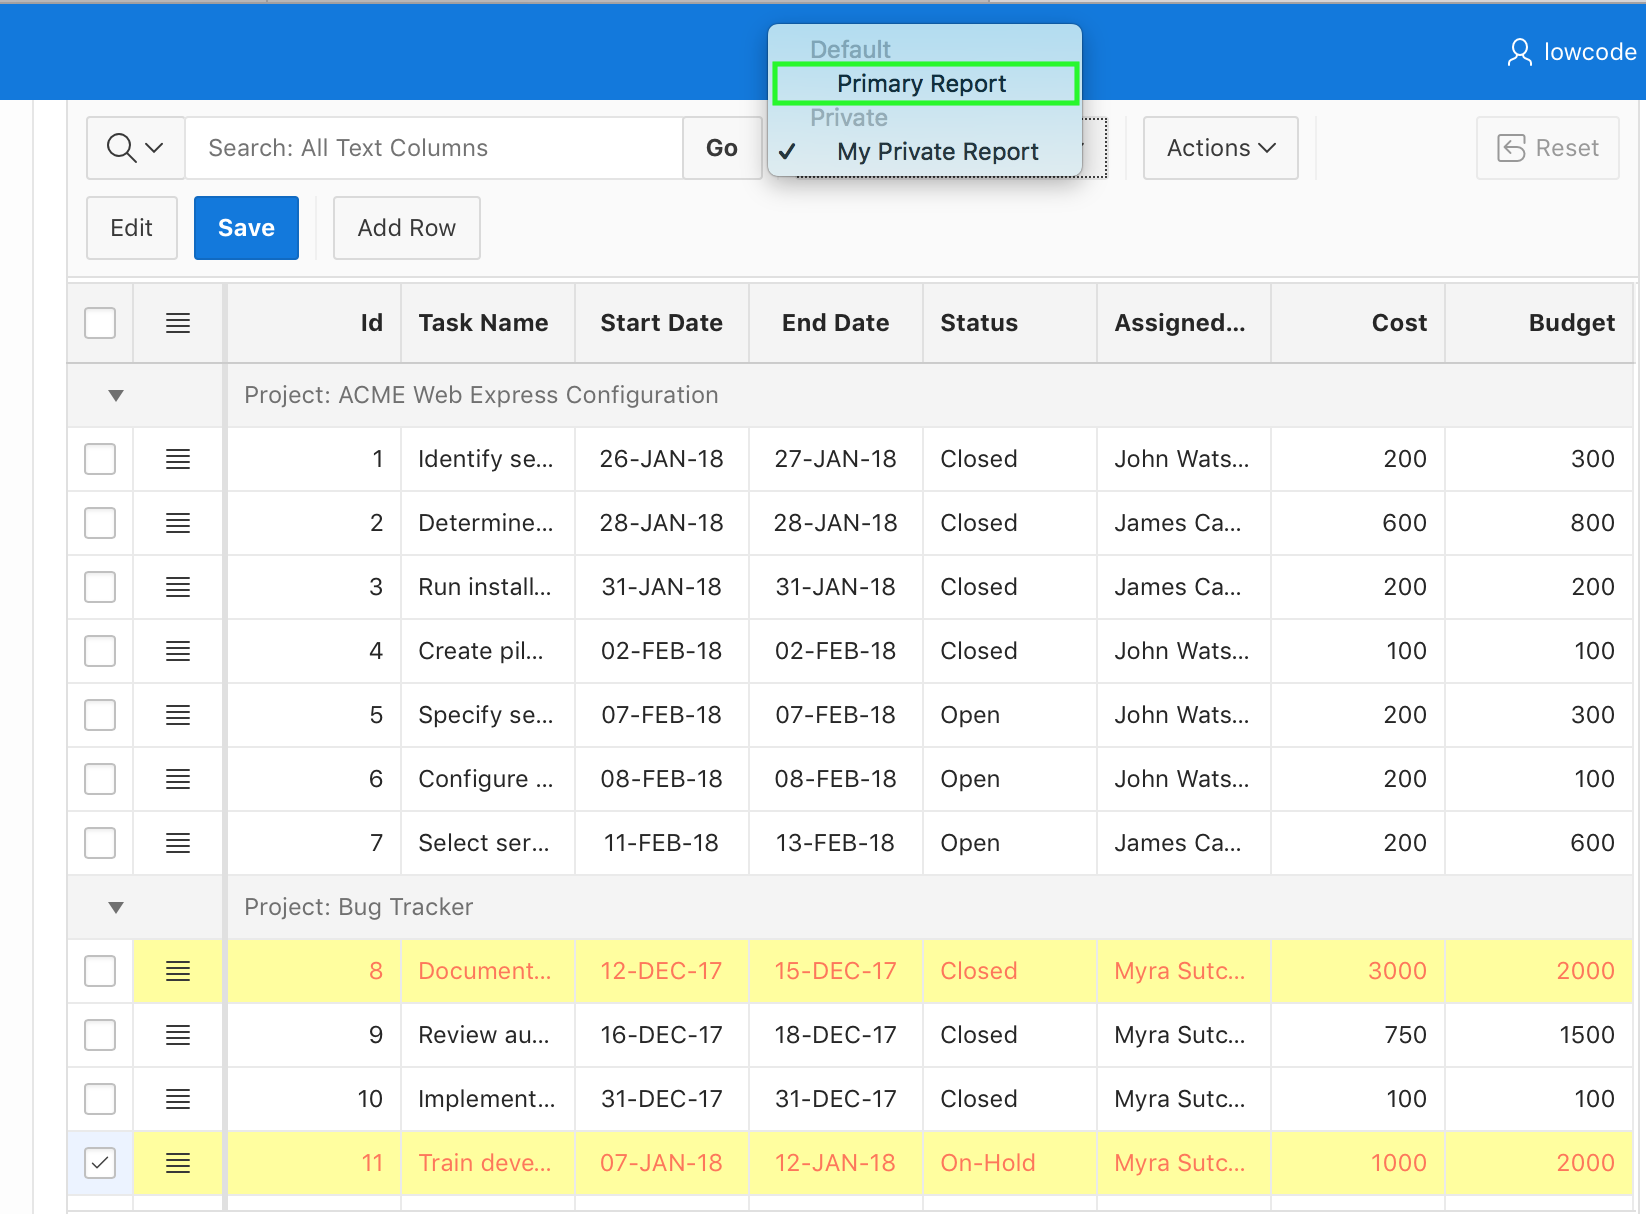 Default
Primary Report
Private
✓ My Private Report
lowcode
Search: All Text Columns
Go
Actions
Reset
Edit
Save
Add Row
Id Task Name Start Date End Date Status Assigned... Cost Budget
Project: ACME Web Express Configuration
1 Identify se... 26-JAN-18 27-JAN-18 Closed John Wats... 200 300
2 Determine... 28-JAN-18 28-JAN-18 Closed James Ca... 600 800
3 Run install... 31-JAN-18 31-JAN-18 Closed James Ca... 200 200
4 Create pil... 02-FEB-18 02-FEB-18 Closed John Wats... 100 100
5 Specify se... 07-FEB-18 07-FEB-18 Open John Wats... 200 300
6 Configure ... 08-FEB-18 08-FEB-18 Open John Wats... 200 100
7 Select ser... 11-FEB-18 13-FEB-18 Open James Ca... 200 600
Project: Bug Tracker
8 Document... 12-DEC-17 15-DEC-17 Closed Myra Sutc... 3000 2000
9 Review au... 16-DEC-17 18-DEC-17 Closed Myra Sutc... 750 1500
10 Implement... 31-DEC-17 31-DEC-17 Closed Myra Sutc... 100 100
11 Train deve... 07-JAN-18 12-JAN-18 On-Hold Myra Sutc... 1000 2000